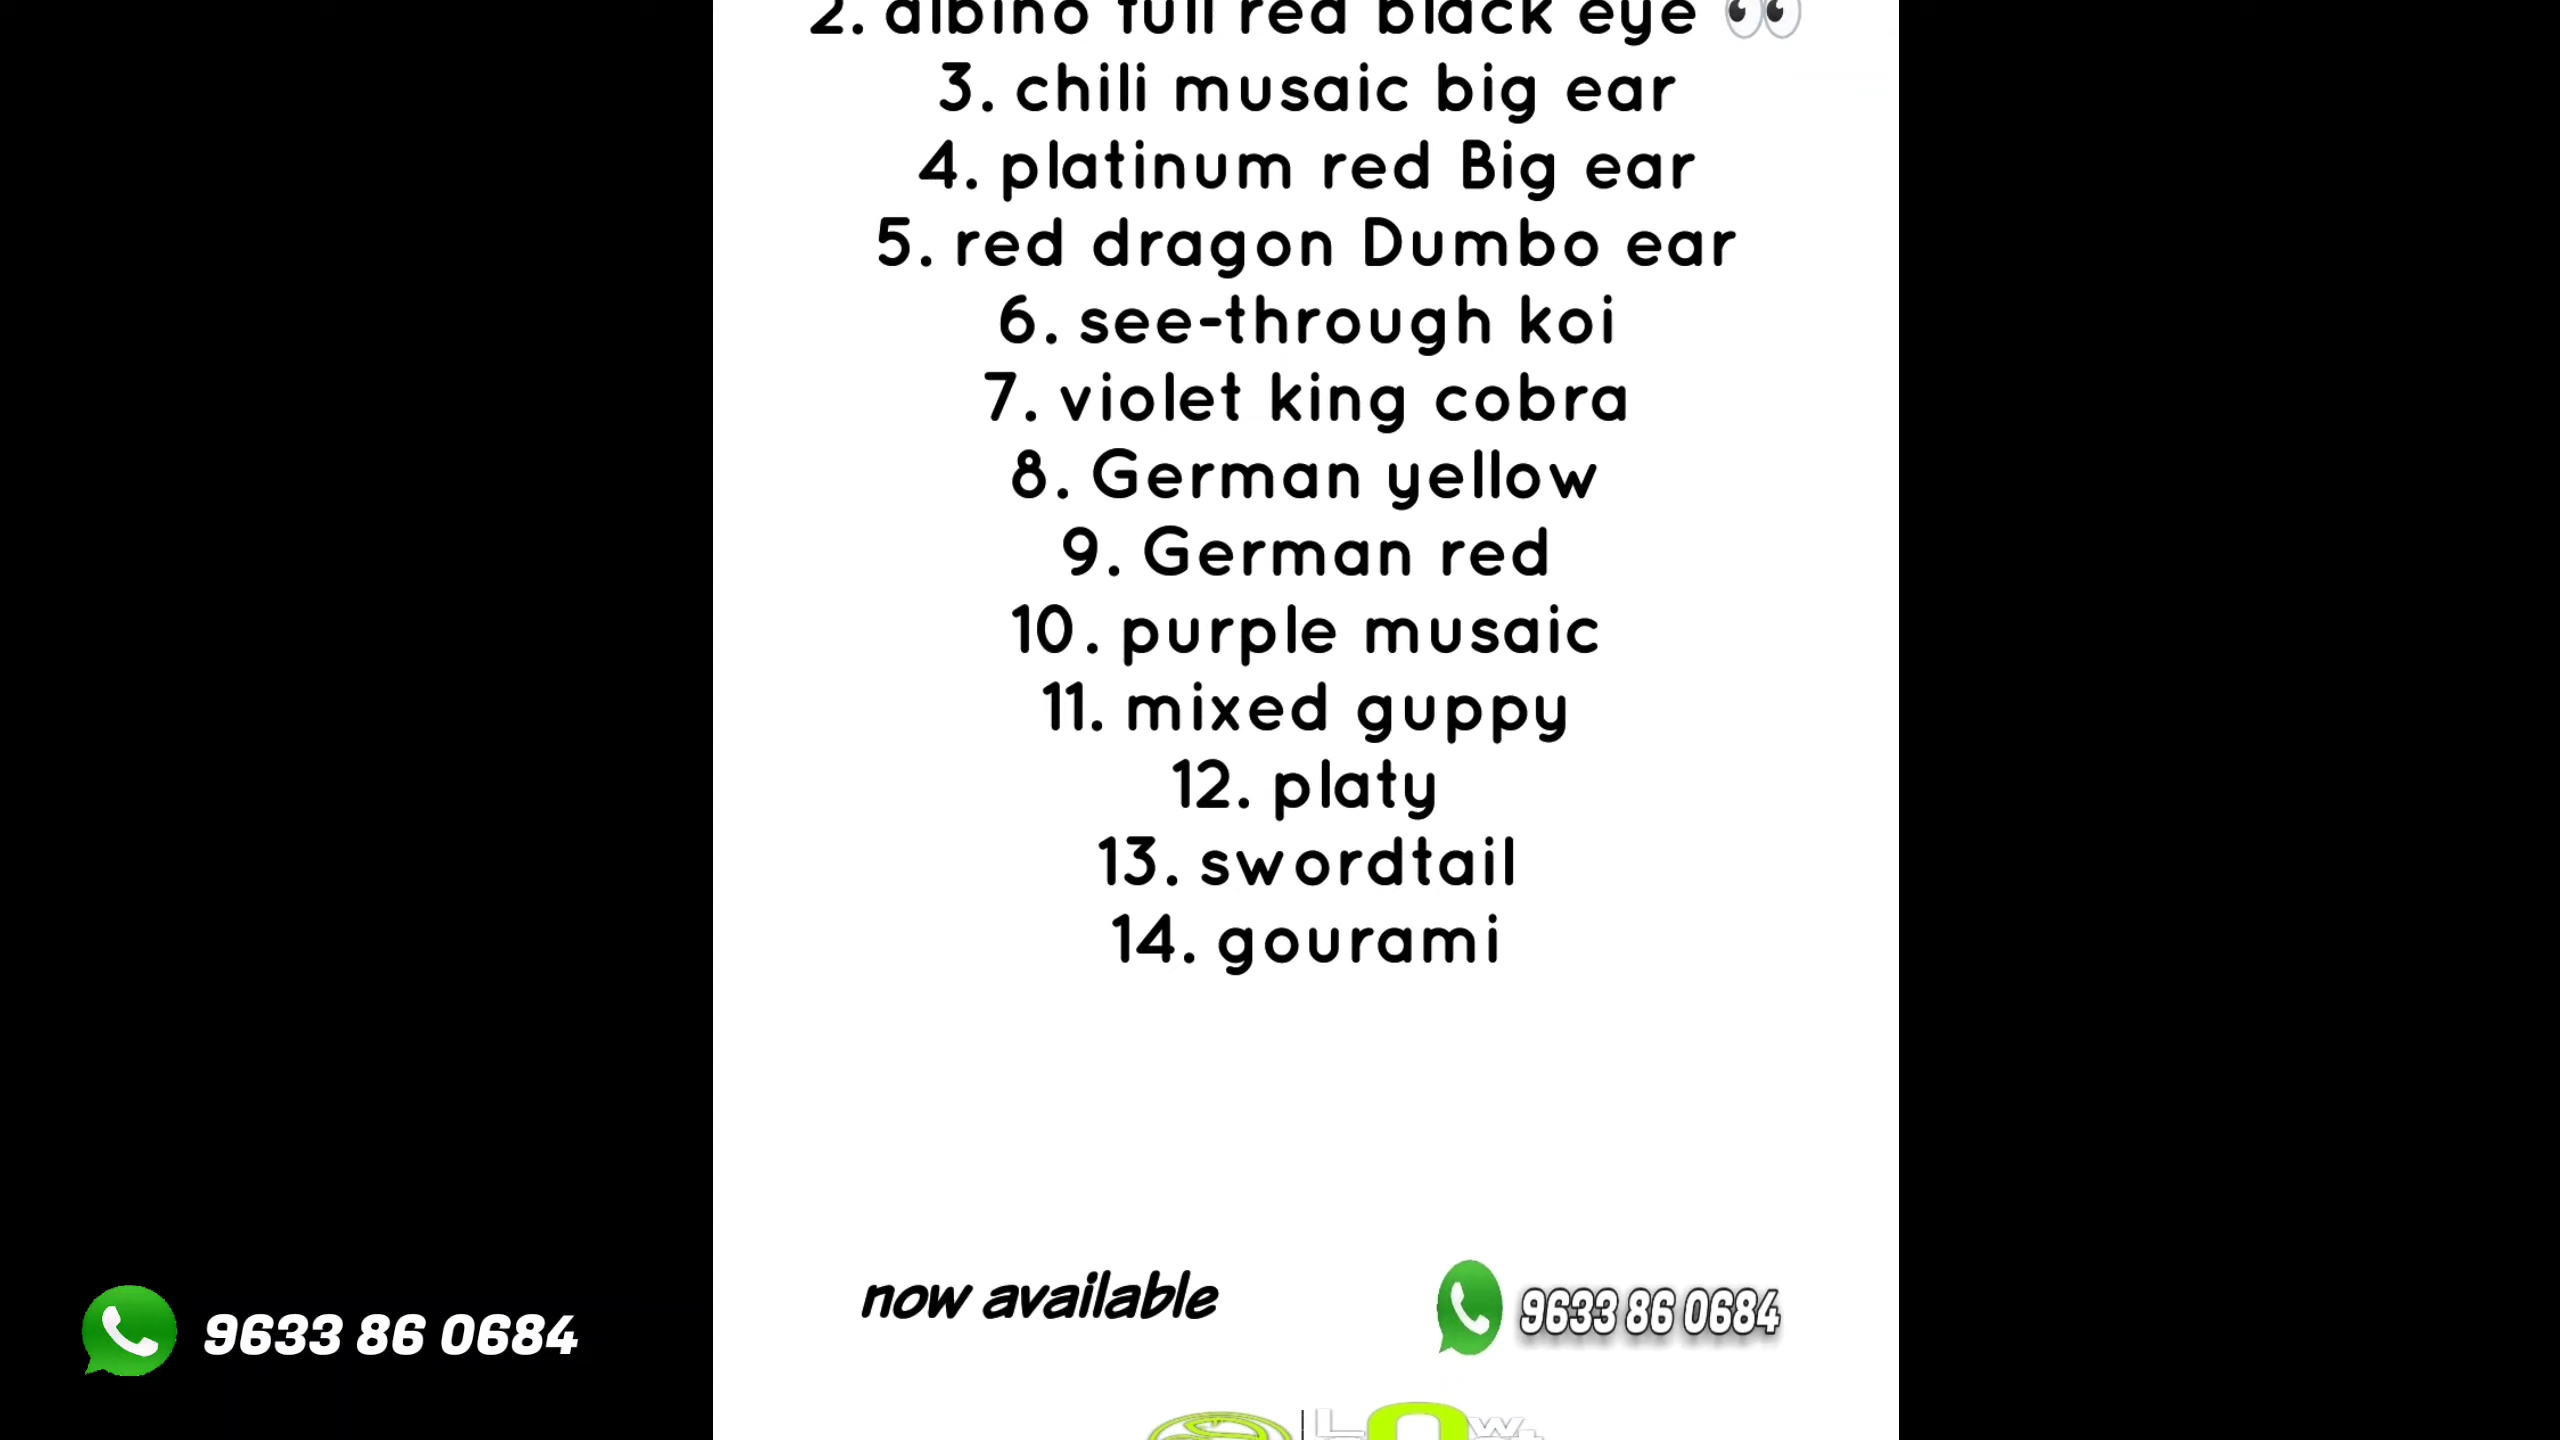 2. albino full red black eye 👀
3. chili musaic big ear
4. platinum red Big ear
5. red dragon Dumbo ear
6. see-through koi
7. violet king cobra
8. German yellow
9. German red
10. purple musaic
11. mixed guppy
12. platy
13. swordtail
14. gourami
now available
9633 86 0684
9633 86 0684